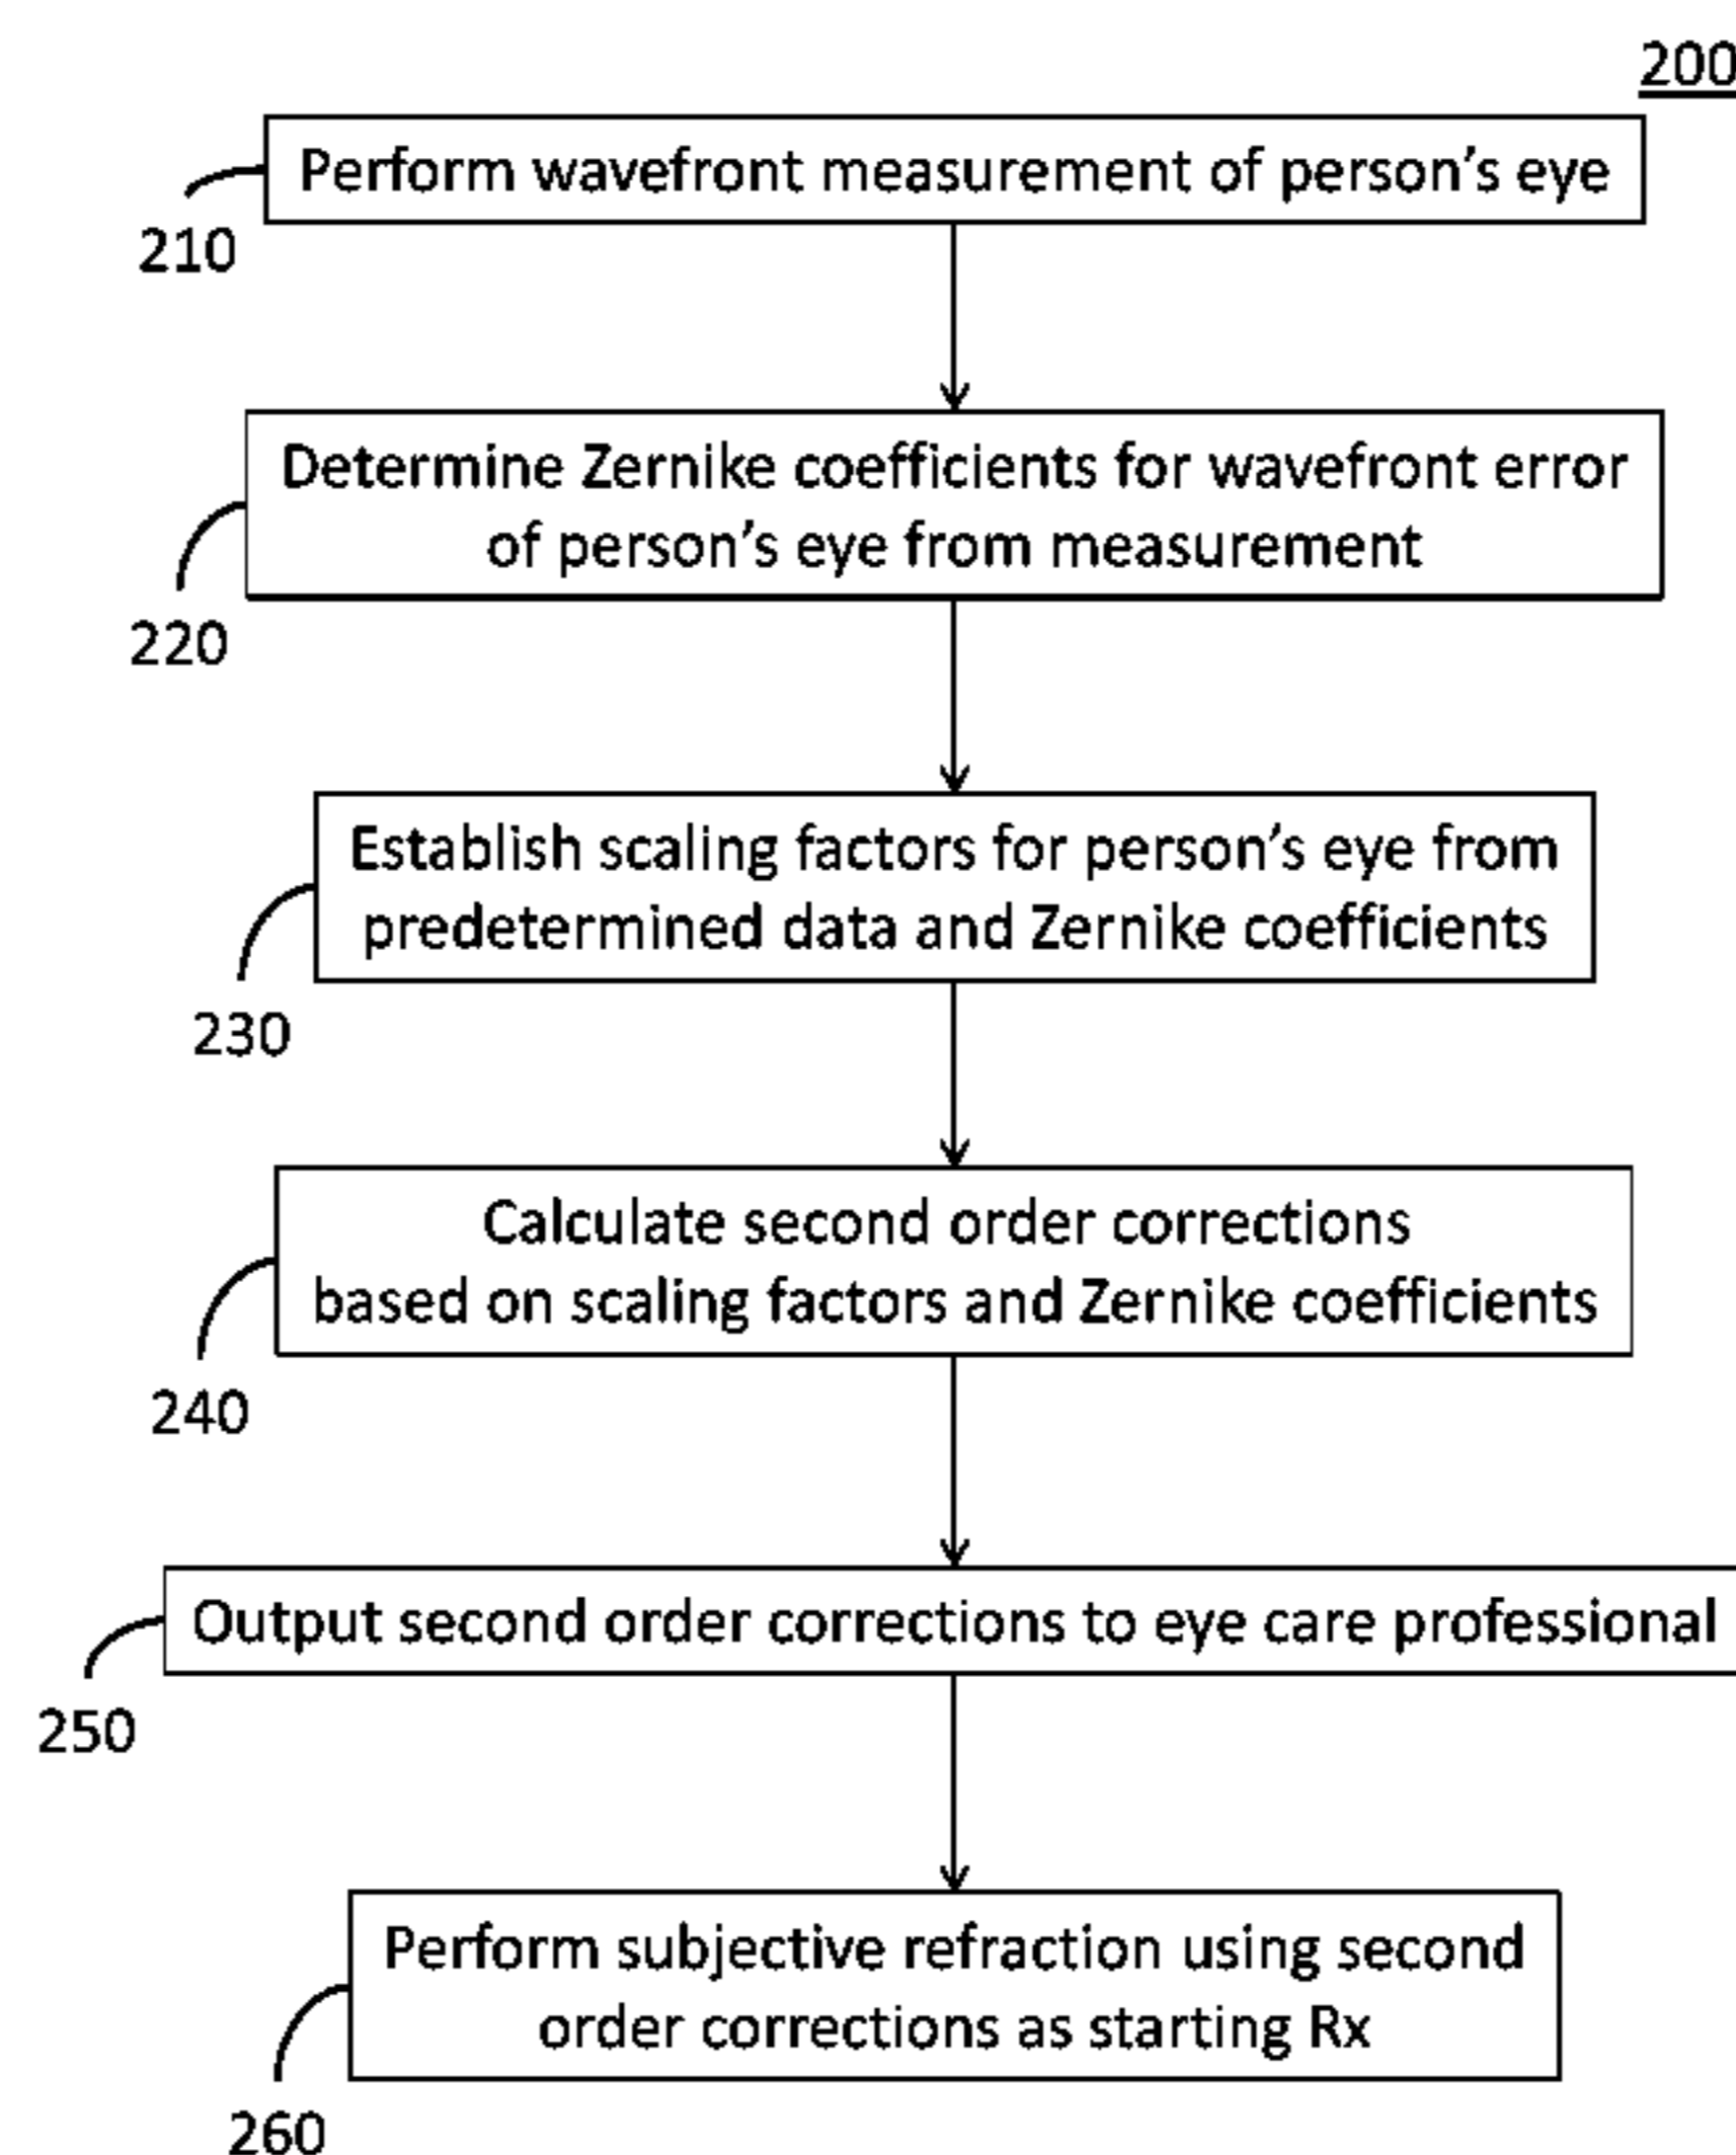 200
Perform wavefront measurement of person's eye
210
Determine Zernike coefficients for wavefront error
of person's eye from measurement
220
Establish scaling factors for person's eye from
predetermined data and Zernike coefficients
230
Calculate second order corrections
based on scaling factors and Zernike coefficients
240
Output second order corrections to eye care professional
250
Perform subjective refraction using second
order corrections as starting Rx
260